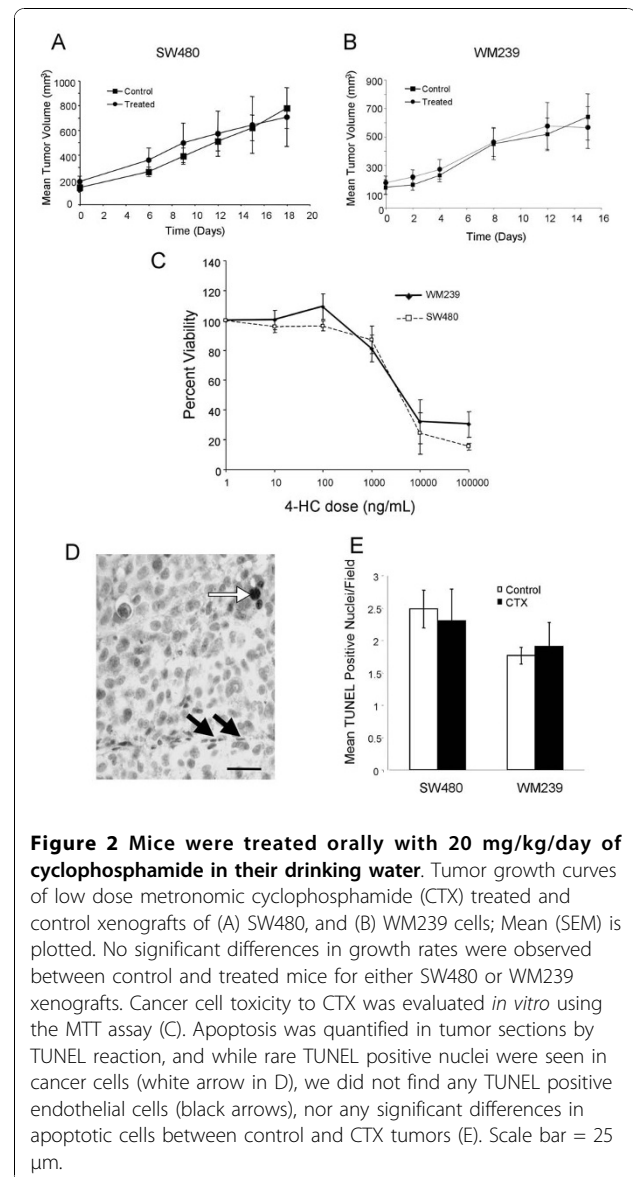 A
SW480
Mean Tumor Volume (mm³)
1000
800
600
400
200
0
Control
Treated
0 2 4 6 8 10 12 14 16 18 20
Time (Days)
B
WM239
Mean Tumor Volume (mm³)
900
700
500
300
100
Control
Treated
0 2 4 6 8 10 12 14 16
Time (Days)
C
Percent Viability
140
120
100
80
60
40
20
0
WM239
SW480
1 10 100 1000 10000 100000
4-HC dose (ng/mL)
D
E
Mean TUNEL Positive Nuclei/Field
3
2.5
2
1.5
1
0.5
0
Control
CTX
SW480 WM239
Figure 2 Mice were treated orally with 20 mg/kg/day of
cyclophosphamide in their drinking water. Tumor growth curves
of low dose metronomic cyclophosphamide (CTX) treated and
control xenografts of (A) SW480, and (B) WM239 cells; Mean (SEM) is
plotted. No significant differences in growth rates were observed
between control and treated mice for either SW480 or WM239
xenografts. Cancer cell toxicity to CTX was evaluated in vitro using
the MTT assay (C). Apoptosis was quantified in tumor sections by
TUNEL reaction, and while rare TUNEL positive nuclei were seen in
cancer cells (white arrow in D), we did not find any TUNEL positive
endothelial cells (black arrows), nor any significant differences in
apoptotic cells between control and CTX tumors (E). Scale bar = 25
μm.